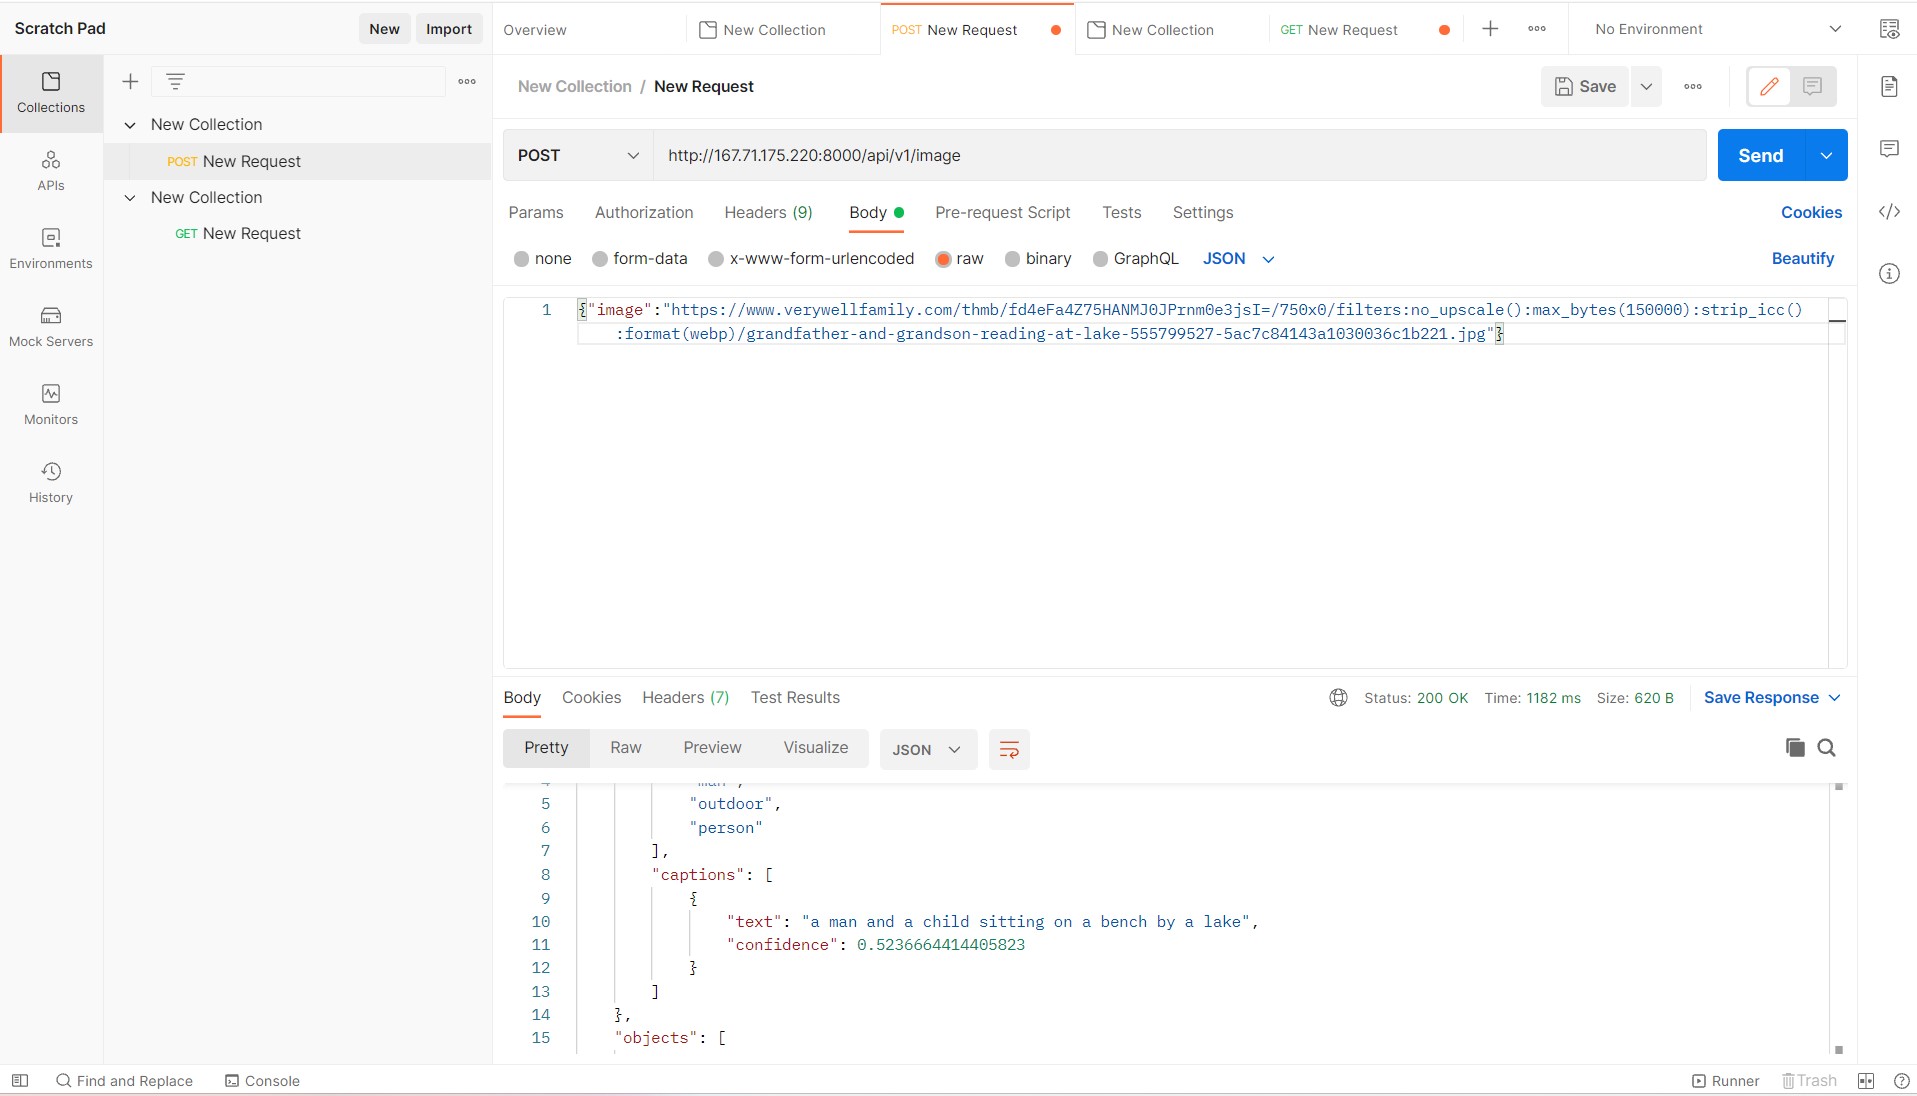 Scratch Pad
New
Import
Overview
New Collection
POST New Request
New Collection
GET New Request
No Environment
Collections
APIs
Environments
Mock Servers
Monitors
History
New Collection
POST New Request
New Collection
GET New Request
New Collection / New Request
Save
POST
http://167.71.175.220:8000/api/v1/image
Send
Params Authorization Headers (9) Body Pre-request Script Tests Settings
Cookies
none form-data x-www-form-urlencoded raw binary GraphQL JSON
Beautify
1 {"image":"https://www.verywellfamily.com/thmb/fd4eFa4Z75HANMJ0JPrnm0e3jsI=/750x0/filters:no_upscale():max_bytes(150000):strip_icc()
:format(webp)/grandfather-and-grandson-reading-at-lake-555799527-5ac7c84143a1030036c1b221.jpg"}
Body Cookies Headers (7) Test Results
Status: 200 OK Time: 1182 ms Size: 620 B
Save Response
Pretty Raw Preview Visualize JSON
4 "man",
5 "outdoor",
6 "person"
7 ],
8 "captions": [
9 {
10 "text": "a man and a child sitting on a bench by a lake",
11 "confidence": 0.5236664414405823
12 }
13 ]
14 },
15 "objects": [
Find and Replace
Console
Runner
Trash